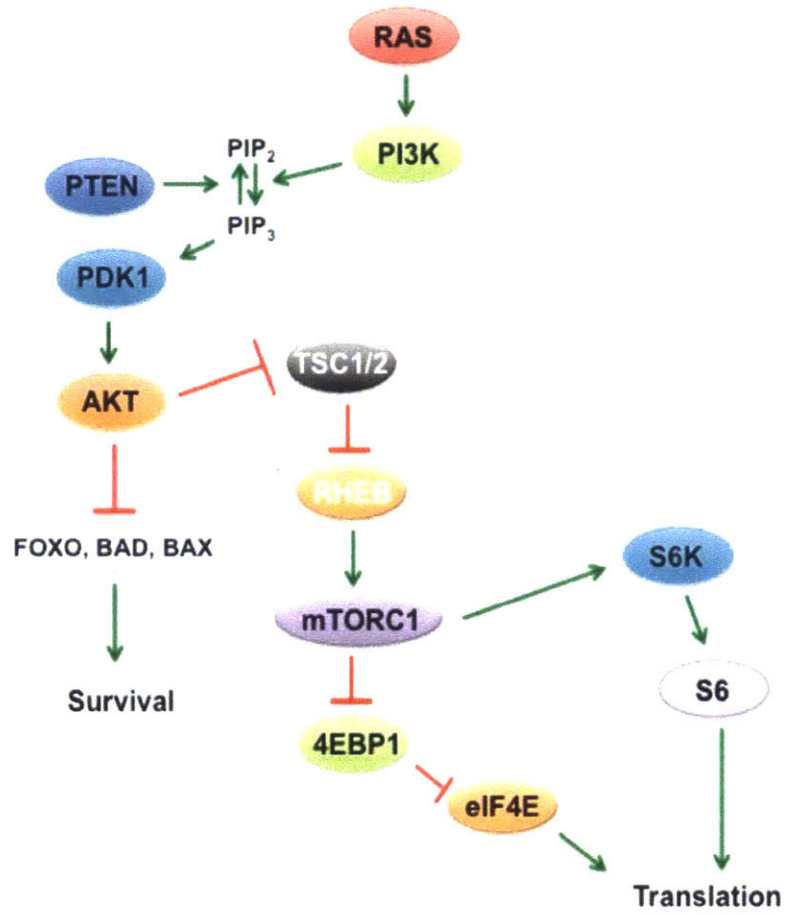 RAS
PI3K
PIP₂
PTEN
PIP₃
PDK1
TSC1/2
AKT
RHEB
FOXO, BAD, BAX
S6K
mTORC1
Survival
S6
4EBP1
eIF4E
Translation